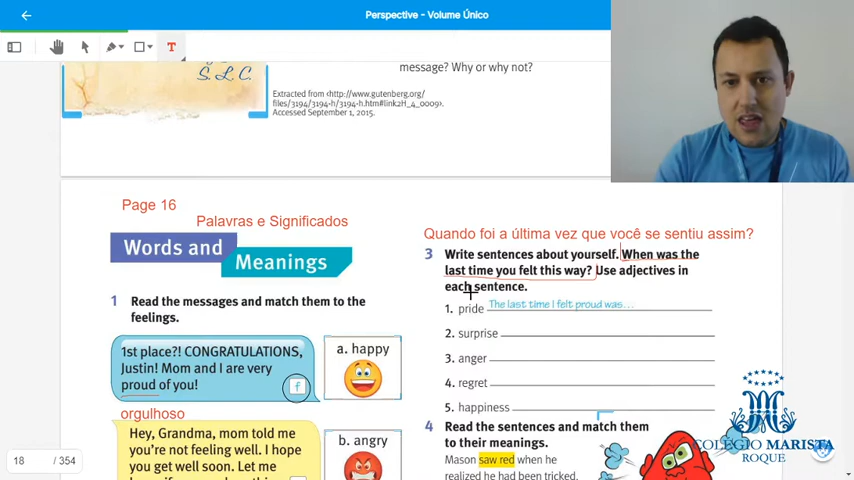 Perspective - Volume Único
T
S. L. C.
message? Why or why not?
Extracted from <http://www.gutenberg.org/
files/3194/3194-h/3194-h.htm#link2H_4_0009>.
Accessed September 1, 2015.
Page 16
Palavras e Significados
Words and
Meanings
1 Read the messages and match them to the
feelings.
1st place?! CONGRATULATIONS,
Justin! Mom and I are very
proud of you!
f
a. happy
orgulhoso
Hey, Grandma, mom told me
you're not feeling well. I hope
you get well soon. Let me
b. angry
Quando foi a última vez que você se sentiu assim?
3 Write sentences about yourself. When was the
last time you felt this way? Use adjectives in
each sentence.
1. pride The last time I felt proud was...
2. surprise
3. anger
4. regret
5. happiness
4 Read the sentences and match them
to their meanings.
Mason saw red when he
realized he had been tricked.
COLÉGIO MARISTA
ROQUE
18 / 354